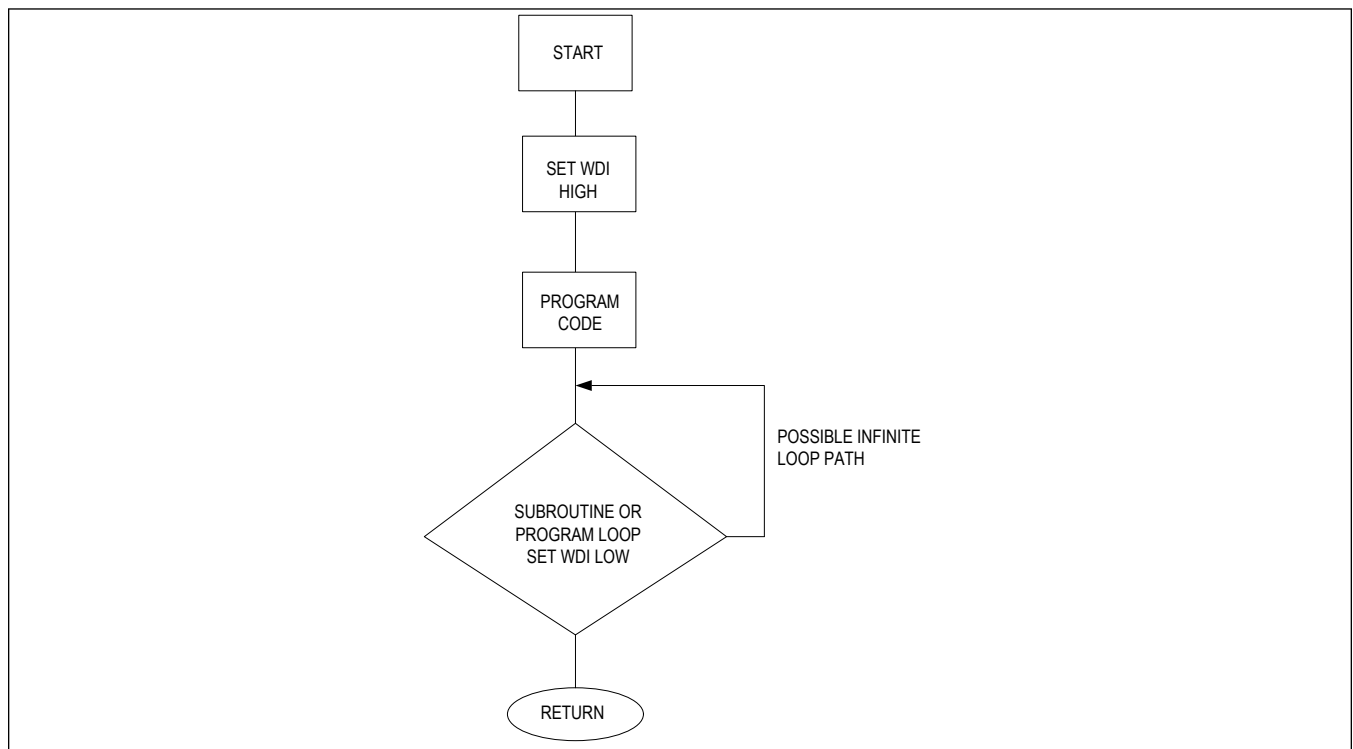 START
SET WDI
HIGH
PROGRAM
CODE
POSSIBLE INFINITE
LOOP PATH
SUBROUTINE OR
PROGRAM LOOP
SET WDI LOW
RETURN